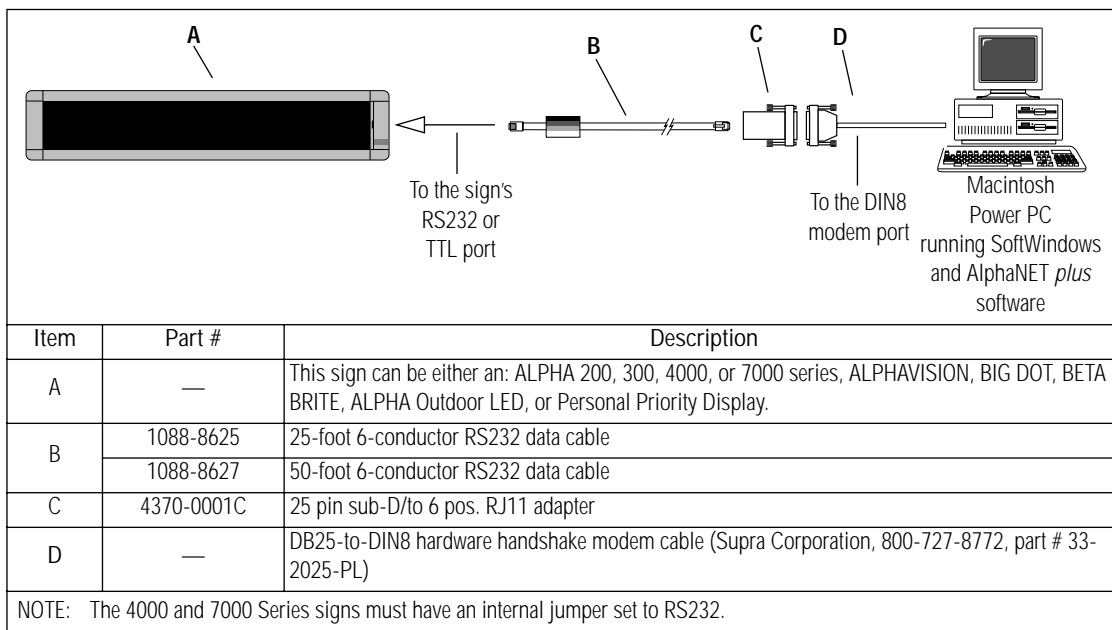 A
B
C
D
To the sign's
RS232 or
TTL port
To the DIN8
modem port
Macintosh
Power PC
running SoftWindows
and AlphaNET plus
software
Item Part # Description
A — This sign can be either an: ALPHA 200, 300, 4000, or 7000 series, ALPHAVISION, BIG DOT, BETA
BRITE, ALPHA Outdoor LED, or Personal Priority Display.
B 1088-8625 25-foot 6-conductor RS232 data cable
1088-8627 50-foot 6-conductor RS232 data cable
C 4370-0001C 25 pin sub-D/to 6 pos. RJ11 adapter
D — DB25-to-DIN8 hardware handshake modem cable (Supra Corporation, 800-727-8772, part # 33-
2025-PL)
NOTE: The 4000 and 7000 Series signs must have an internal jumper set to RS232.